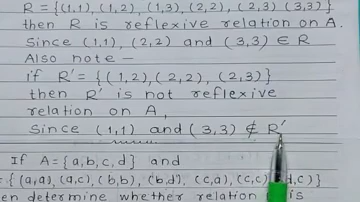 R = {(1,1), (1,2), (1,3), (2,2), (2,3) (3,3)}
then R is reflexive relation on A.
Since (1,1), (2,2) and (3,3) ∈ R
Also note —
if R' = {(1,2), (2,2), (2,3)}
then R' is not reflexive
relation on A,
Since (1,1) and (3,3) ∉ R'
If A = {a,b,c,d} and
= {(a,a), (a,c), (b,b), (b,d), (c,a), (c,c), (d,c)}
determine whether relation is